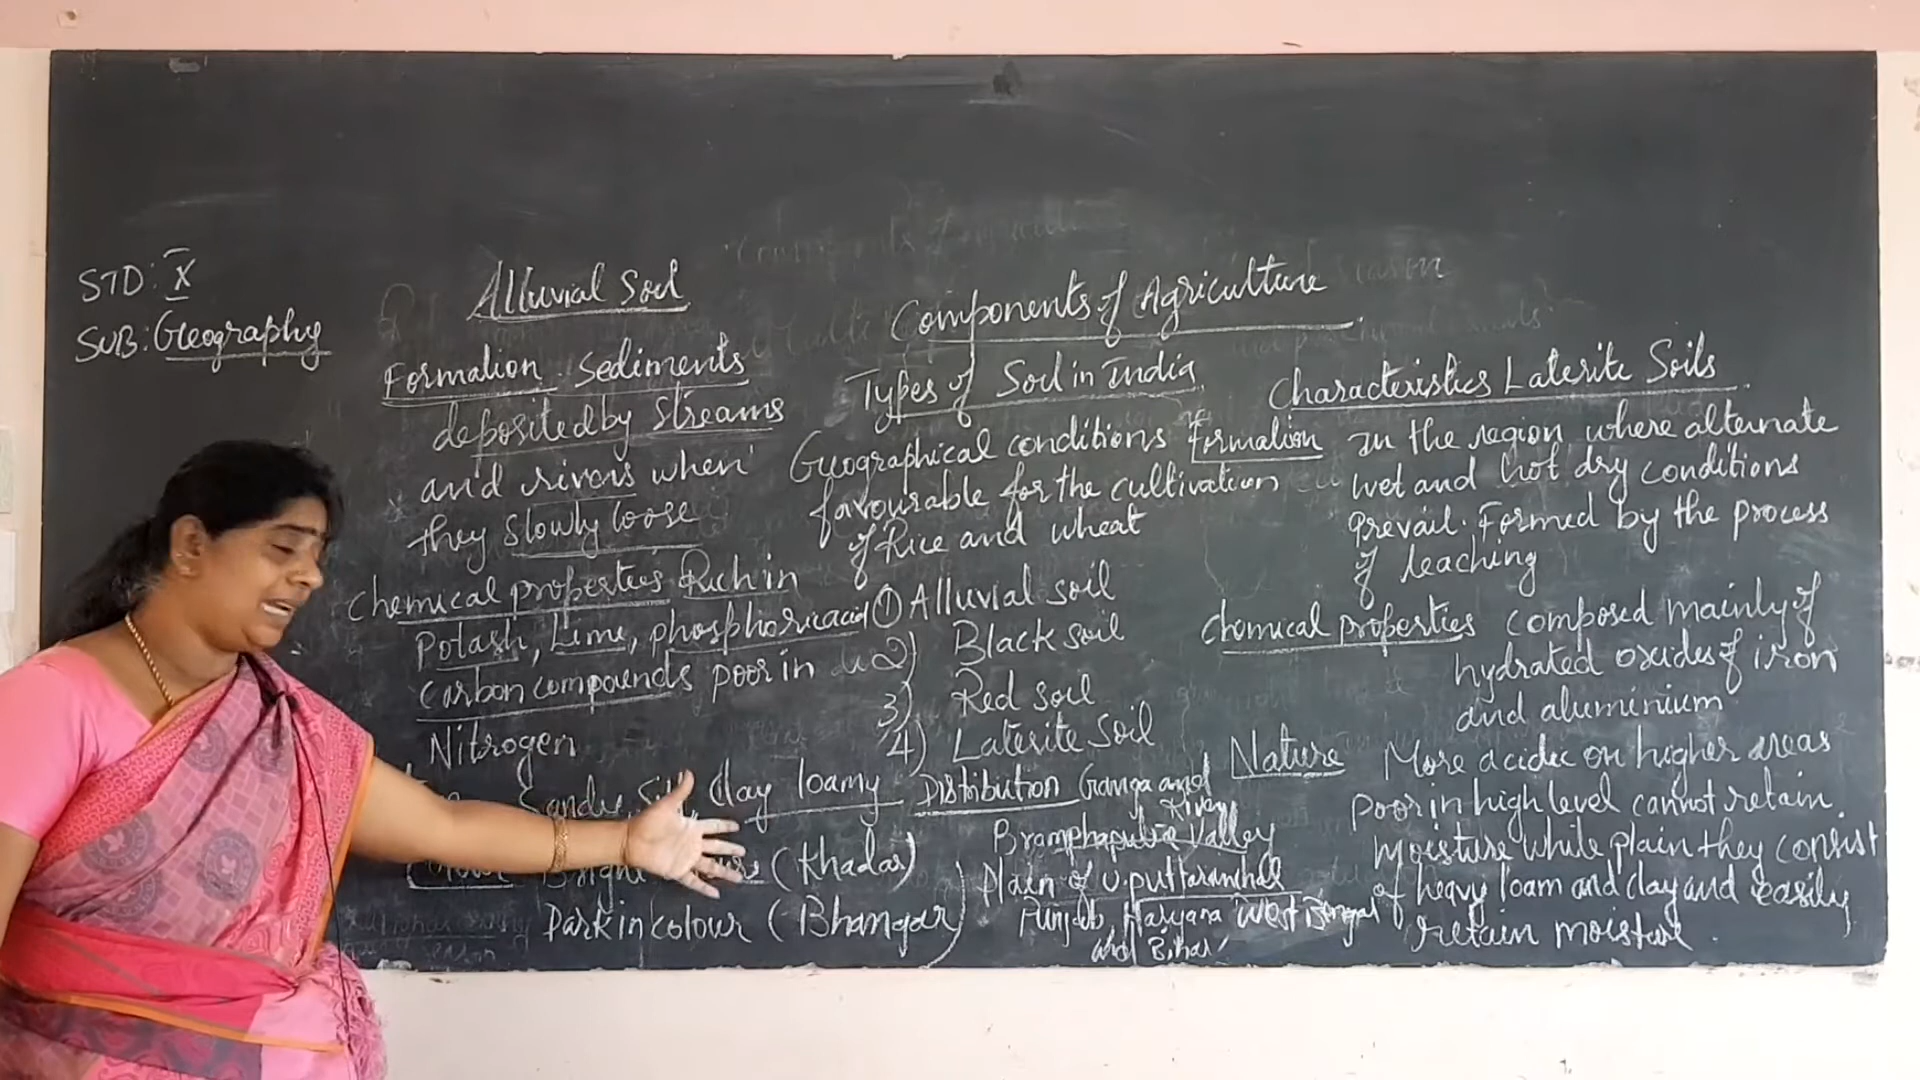 STD: X
SUB: Geography
Alluvial Soil
Formation. Sediments
deposited by Streams
and rivers when
they slowly loose
Chemical properties Rich in
Potash, Lime, phosphoric acid
carbon compounds poor in
Nitrogen
Sandy, Silt Clay loamy
Bright (Khadar)
Dark in colour (Bhangar)
Components of Agriculture
Types of Soil in India
Geographical conditions
favourable for the cultivation
of Rice and wheat
① Alluvial soil
2) Black soil
3) Red soil
4) Laterite Soil
Distribution Ganga and
River
Valley
Plain of U.P
Punjab, Haryana West Bengal
and Bihar
Characteristics Laterite Soils
Formation In the region where alternate
wet and hot dry conditions
Prevail. Formed by the process
of leaching
Chemical properties composed mainly of
hydrated oxides of iron
and aluminium
Nature More acidic on higher areas
Poor in high level cannot retain
moisture while plain they consist
of heavy loam and clay and easily
retain moisture.